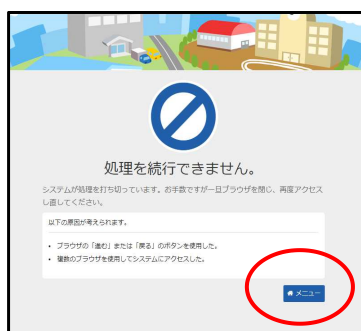 処理を続行できません。
システムが処理を打ち切っています。お手数ですが一旦ブラウザを閉じ、再度アクセス
し直してください。
以下の原因が考えられます。
• ブラウザの「進む」または「戻る」のボタンを使用した。
• 複数のブラウザを使用してシステムにアクセスした。
メニュー